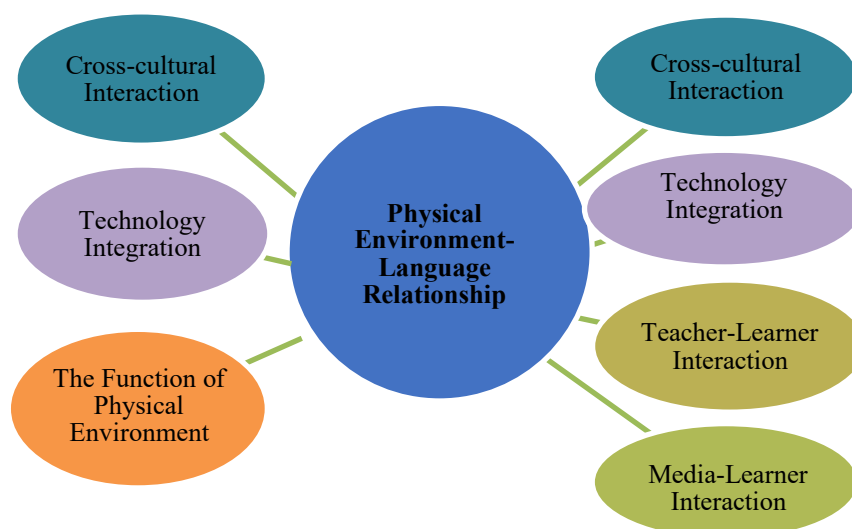 Cross-cultural
Interaction
Technology
Integration
The Function of
Physical
Environment
Physical
Environment-
Language
Relationship
Cross-cultural
Interaction
Technology
Integration
Teacher-Learner
Interaction
Media-Learner
Interaction